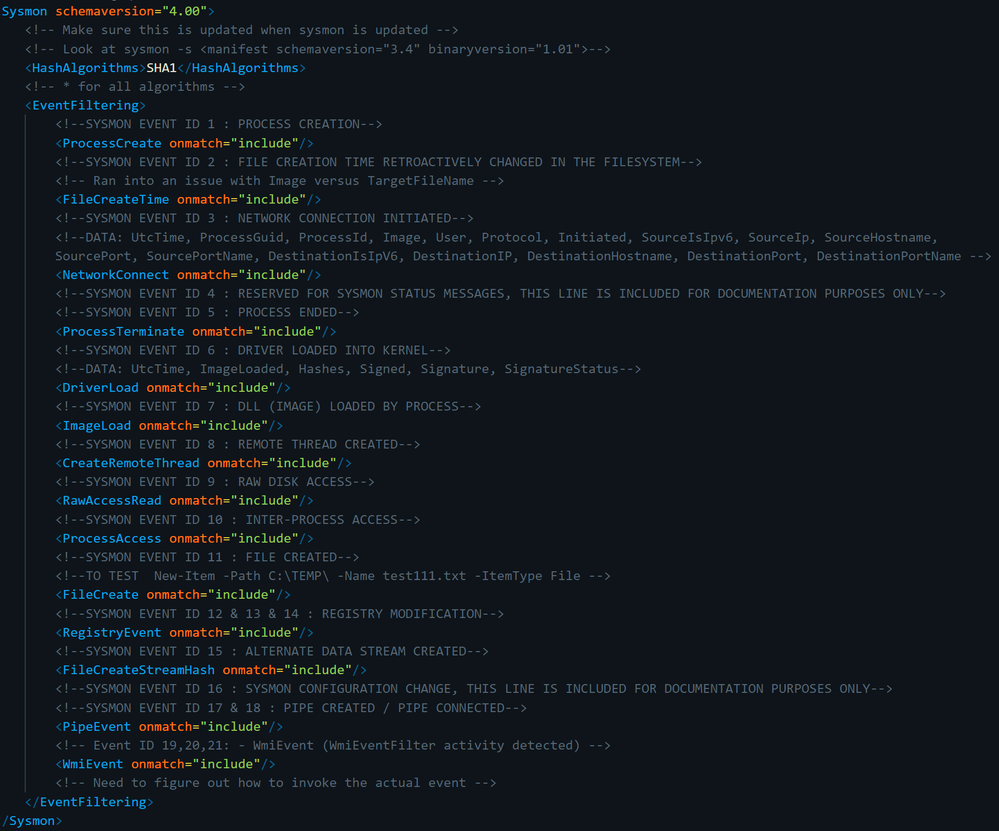 Sysmon schemaversion="4.00">
<!-- Make sure this is updated when sysmon is updated -->
<!-- Look at sysmon -s <manifest schemaversion="3.4" binaryversion="1.01">-->
<HashAlgorithms>SHA1</HashAlgorithms>
<!-- * for all algorithms -->
<EventFiltering>
<!--SYSMON EVENT ID 1 : PROCESS CREATION-->
<ProcessCreate onmatch="include"/>
<!--SYSMON EVENT ID 2 : FILE CREATION TIME RETROACTIVELY CHANGED IN THE FILESYSTEM-->
<!-- Ran into an issue with Image versus TargetFileName -->
<FileCreateTime onmatch="include"/>
<!--SYSMON EVENT ID 3 : NETWORK CONNECTION INITIATED-->
<!--DATA: UtcTime, ProcessGuid, ProcessId, Image, User, Protocol, Initiated, SourceIsIpv6, SourceIp, SourceHostname,
SourcePort, SourcePortName, DestinationIsIpV6, DestinationIP, DestinationHostname, DestinationPort, DestinationPortName -->
<NetworkConnect onmatch="include"/>
<!--SYSMON EVENT ID 4 : RESERVED FOR SYSMON STATUS MESSAGES, THIS LINE IS INCLUDED FOR DOCUMENTATION PURPOSES ONLY-->
<!--SYSMON EVENT ID 5 : PROCESS ENDED-->
<ProcessTerminate onmatch="include"/>
<!--SYSMON EVENT ID 6 : DRIVER LOADED INTO KERNEL-->
<!--DATA: UtcTime, ImageLoaded, Hashes, Signed, Signature, SignatureStatus-->
<DriverLoad onmatch="include"/>
<!--SYSMON EVENT ID 7 : DLL (IMAGE) LOADED BY PROCESS-->
<ImageLoad onmatch="include"/>
<!--SYSMON EVENT ID 8 : REMOTE THREAD CREATED-->
<CreateRemoteThread onmatch="include"/>
<!--SYSMON EVENT ID 9 : RAW DISK ACCESS-->
<RawAccessRead onmatch="include"/>
<!--SYSMON EVENT ID 10 : INTER-PROCESS ACCESS-->
<ProcessAccess onmatch="include"/>
<!--SYSMON EVENT ID 11 : FILE CREATED-->
<!--TO TEST  New-Item -Path C:\TEMP\ -Name test111.txt -ItemType File -->
<FileCreate onmatch="include"/>
<!--SYSMON EVENT ID 12 & 13 & 14 : REGISTRY MODIFICATION-->
<RegistryEvent onmatch="include"/>
<!--SYSMON EVENT ID 15 : ALTERNATE DATA STREAM CREATED-->
<FileCreateStreamHash onmatch="include"/>
<!--SYSMON EVENT ID 16 : SYSMON CONFIGURATION CHANGE, THIS LINE IS INCLUDED FOR DOCUMENTATION PURPOSES ONLY-->
<!--SYSMON EVENT ID 17 & 18 : PIPE CREATED / PIPE CONNECTED-->
<PipeEvent onmatch="include"/>
<!-- Event ID 19,20,21: - WmiEvent (WmiEventFilter activity detected) -->
<WmiEvent onmatch="include"/>
<!-- Need to figure out how to invoke the actual event -->
</EventFiltering>
/Sysmon>